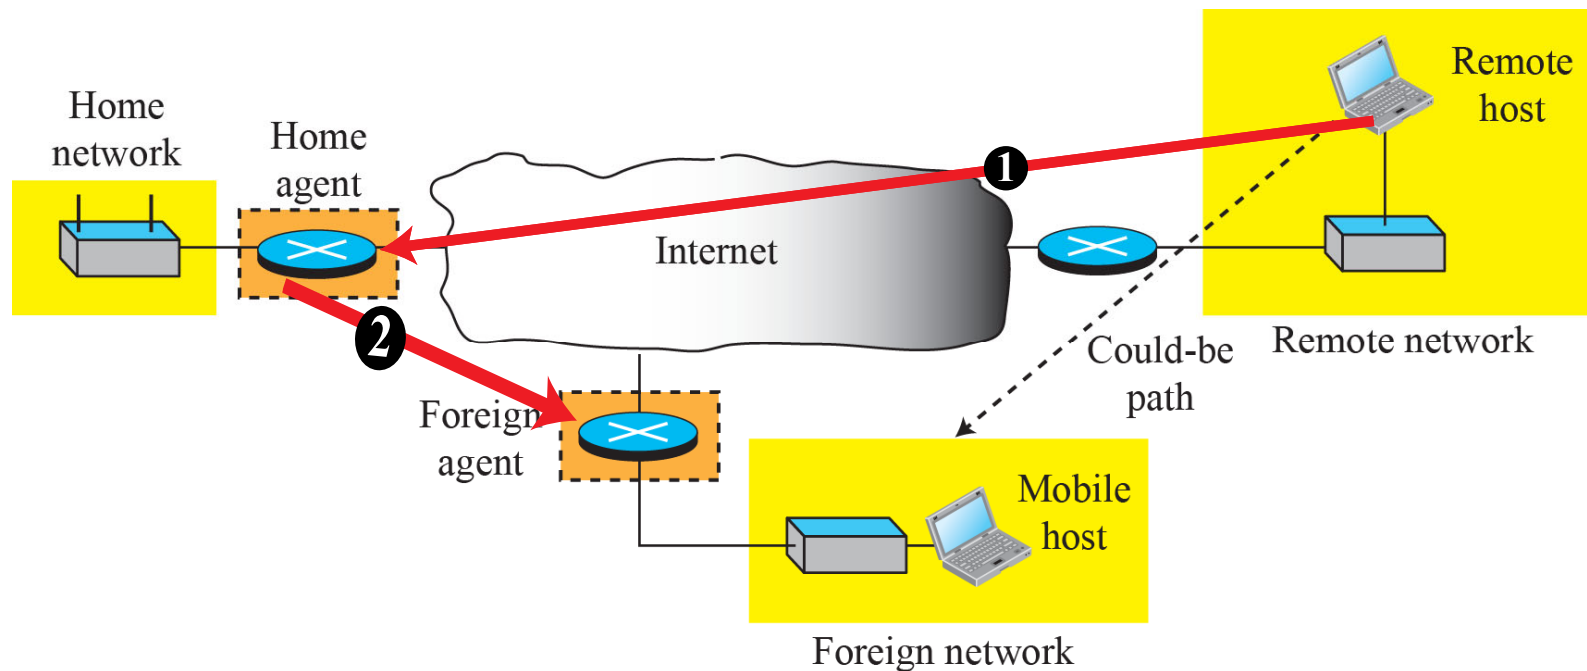 Home
network
Home
agent
Internet
1
2
Foreign
agent
Remote
host
Could-be
path
Remote network
Mobile
host
Foreign network